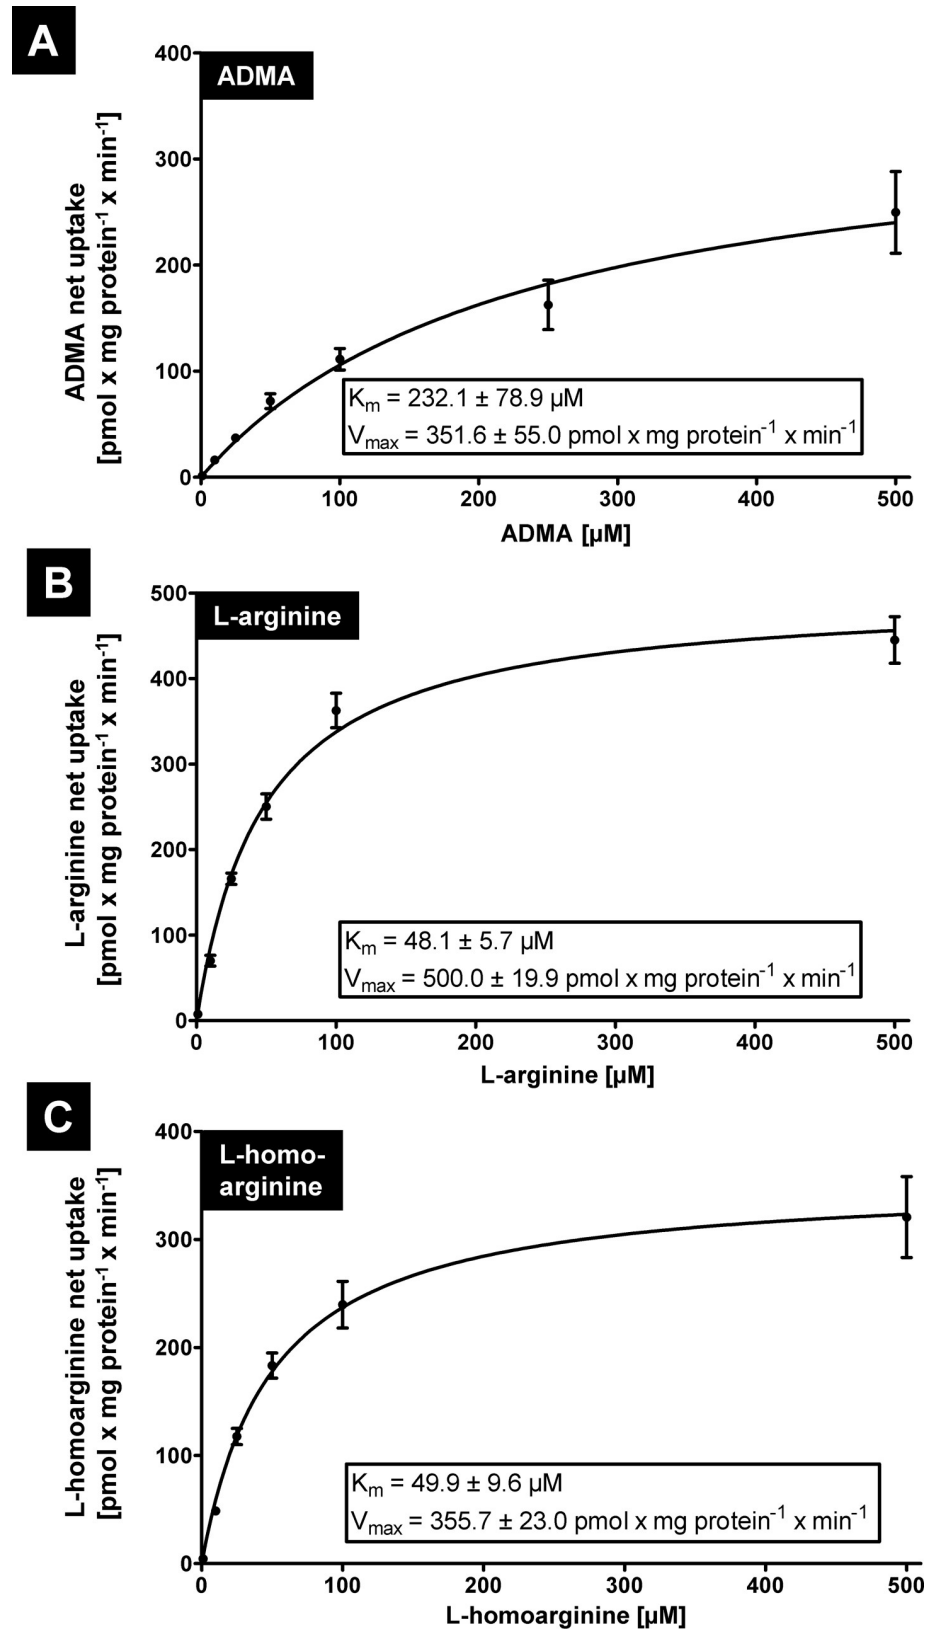 A
ADMA
ADMA net uptake
[pmol x mg protein⁻¹ x min⁻¹]
400
300
200
100
0
Kₘ = 232.1 ± 78.9 µM
Vₘₐₓ = 351.6 ± 55.0 pmol x mg protein⁻¹ x min⁻¹
0 100 200 300 400 500
ADMA [µM]
B
L-arginine
L-arginine net uptake
[pmol x mg protein⁻¹ x min⁻¹]
500
400
300
200
100
0
Kₘ = 48.1 ± 5.7 µM
Vₘₐₓ = 500.0 ± 19.9 pmol x mg protein⁻¹ x min⁻¹
0 100 200 300 400 500
L-arginine [µM]
C
L-homo-
arginine
L-homoarginine net uptake
[pmol x mg protein⁻¹ x min⁻¹]
400
300
200
100
0
Kₘ = 49.9 ± 9.6 µM
Vₘₐₓ = 355.7 ± 23.0 pmol x mg protein⁻¹ x min⁻¹
0 100 200 300 400 500
L-homoarginine [µM]